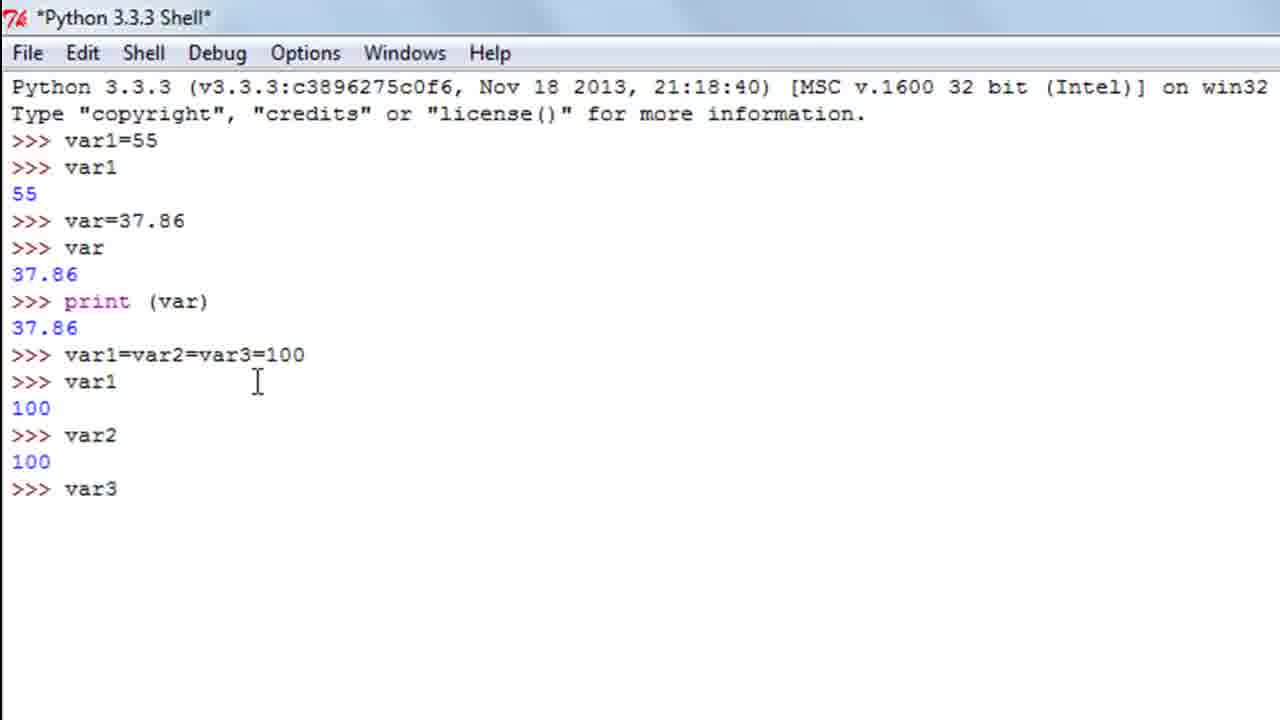 *Python 3.3.3 Shell*
File Edit Shell Debug Options Windows Help
Python 3.3.3 (v3.3.3:c3896275c0f6, Nov 18 2013, 21:18:40) [MSC v.1600 32 bit (Intel)] on win32
Type "copyright", "credits" or "license()" for more information.
>>> var1=55
>>> var1
55
>>> var=37.86
>>> var
37.86
>>> print (var)
37.86
>>> var1=var2=var3=100
>>> var1
100
>>> var2
100
>>> var3